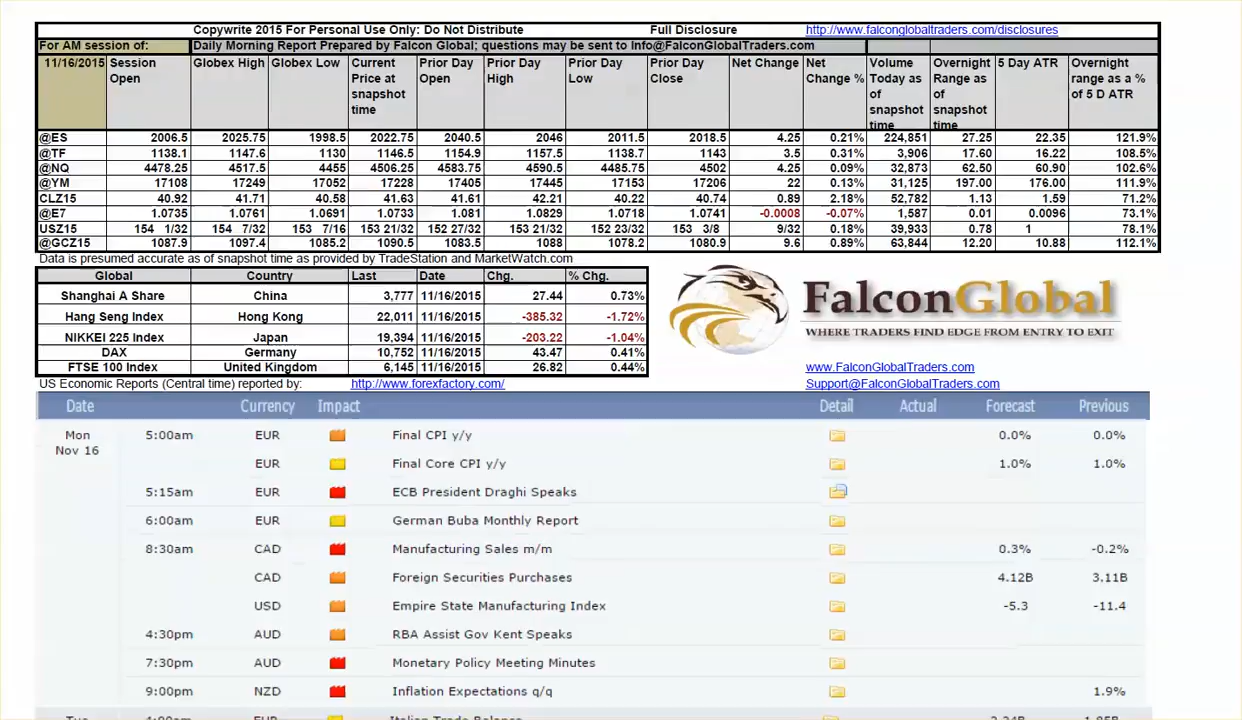 Copywrite 2015 For Personal Use Only: Do Not Distribute Full Disclosure http://www.falconglobaltraders.com/disclosures
For AM session of: Daily Morning Report Prepared by Falcon Global; questions may be sent to Info@FalconGlobalTraders.com
11/16/2015 Session Open Globex High Globex Low Current Price at snapshot time Prior Day Open Prior Day High Prior Day Low Prior Day Close Net Change Net Change % Volume Today as of snapshot time Overnight Range as of snapshot time 5 Day ATR Overnight range as a % of 5 D ATR
@ES 2006.5 2025.75 1998.5 2022.75 2040.5 2046 2011.5 2018.5 4.25 0.21% 224,851 27.25 22.35 121.9%
@TF 1138.1 1147.6 1130 1146.5 1154.9 1157.5 1138.7 1143 3.5 0.31% 3,906 17.60 16.22 108.5%
@NQ 4478.25 4517.5 4455 4506.25 4583.75 4590.5 4485.75 4502 4.25 0.09% 32,873 62.50 60.90 102.6%
@YM 17108 17249 17052 17228 17405 17445 17153 17206 22 0.13% 31,125 197.00 176.00 111.9%
CLZ15 40.92 41.71 40.58 41.63 41.61 42.21 40.22 40.74 0.89 2.18% 52,782 1.13 1.59 71.2%
@E7 1.0735 1.0761 1.0691 1.0733 1.081 1.0829 1.0718 1.0741 -0.0008 -0.07% 1,587 0.01 0.0096 73.1%
USZ15 154 1/32 154 7/32 153 7/16 153 21/32 152 27/32 153 21/32 152 23/32 153 3/8 9/32 0.18% 39,933 0.78 1 78.1%
@GCZ15 1087.9 1097.4 1085.2 1090.5 1083.5 1088 1078.2 1080.9 9.6 0.89% 63,844 12.20 10.88 112.1%
Data is presumed accurate as of snapshot time as provided by TradeStation and MarketWatch.com
Global Country Last Date Chg. % Chg.
Shanghai A Share China 3,777 11/16/2015 27.44 0.73%
Hang Seng Index Hong Kong 22,011 11/16/2015 -385.32 -1.72%
NIKKEI 225 Index Japan 19,394 11/16/2015 -203.22 -1.04%
DAX Germany 10,752 11/16/2015 43.47 0.41%
FTSE 100 Index United Kingdom 6,145 11/16/2015 26.82 0.44%
FalconGlobal
WHERE TRADERS FIND EDGE FROM ENTRY TO EXIT
www.FalconGlobalTraders.com
US Economic Reports (Central time) reported by: http://www.forexfactory.com/ Support@FalconGlobalTraders.com
Date Currency Impact Detail Actual Forecast Previous
Mon Nov 16 5:00am EUR Final CPI y/y 0.0% 0.0%
EUR Final Core CPI y/y 1.0% 1.0%
5:15am EUR ECB President Draghi Speaks
6:00am EUR German Buba Monthly Report
8:30am CAD Manufacturing Sales m/m 0.3% -0.2%
CAD Foreign Securities Purchases 4.12B 3.11B
USD Empire State Manufacturing Index -5.3 -11.4
4:30pm AUD RBA Assist Gov Kent Speaks
7:30pm AUD Monetary Policy Meeting Minutes
9:00pm NZD Inflation Expectations q/q 1.9%
Tue EUR Italian Trade Balance